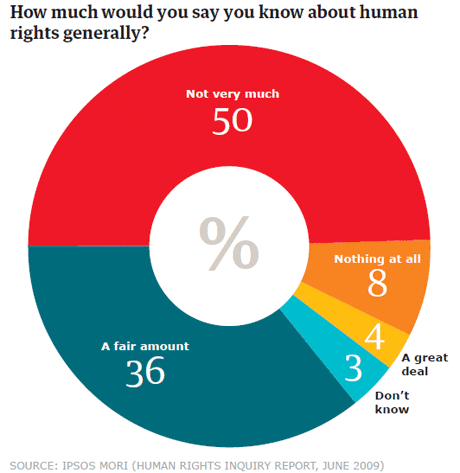 How much would you say you know about human
rights generally?
Not very much
50
%
Nothing at all
8
4
A great
deal
3
Don't
know
A fair amount
36
SOURCE: IPSOS MORI (HUMAN RIGHTS INQUIRY REPORT, JUNE 2009)